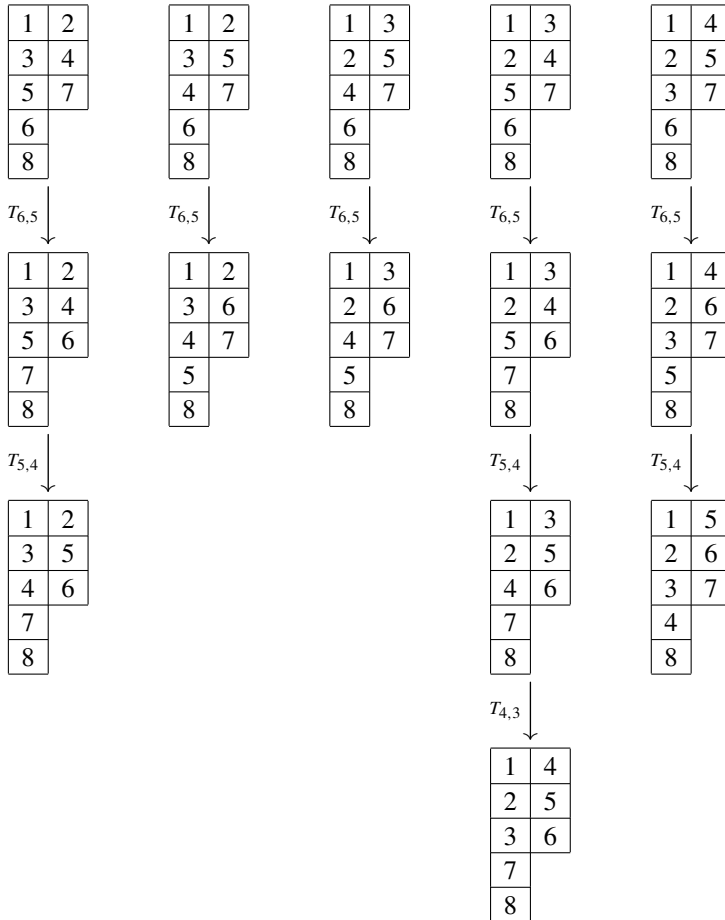 1 2 1 2 1 3 1 3 1 4
3 4 3 5 2 5 2 4 2 5
5 7 4 7 4 7 5 7 3 7
6 6 6 6 6
8 8 8 8 8
T6,5 T6,5 T6,5 T6,5 T6,5
1 2 1 2 1 3 1 3 1 4
3 4 3 6 2 6 2 4 2 6
5 6 4 7 4 7 5 6 3 7
7 5 5 7 5
8 8 8 8 8
T5,4 T5,4 T5,4
1 2 1 3 1 5
3 5 2 5 2 6
4 6 4 6 3 7
7 7 4
8 8 8
T4,3
1 4
2 5
3 6
7
8